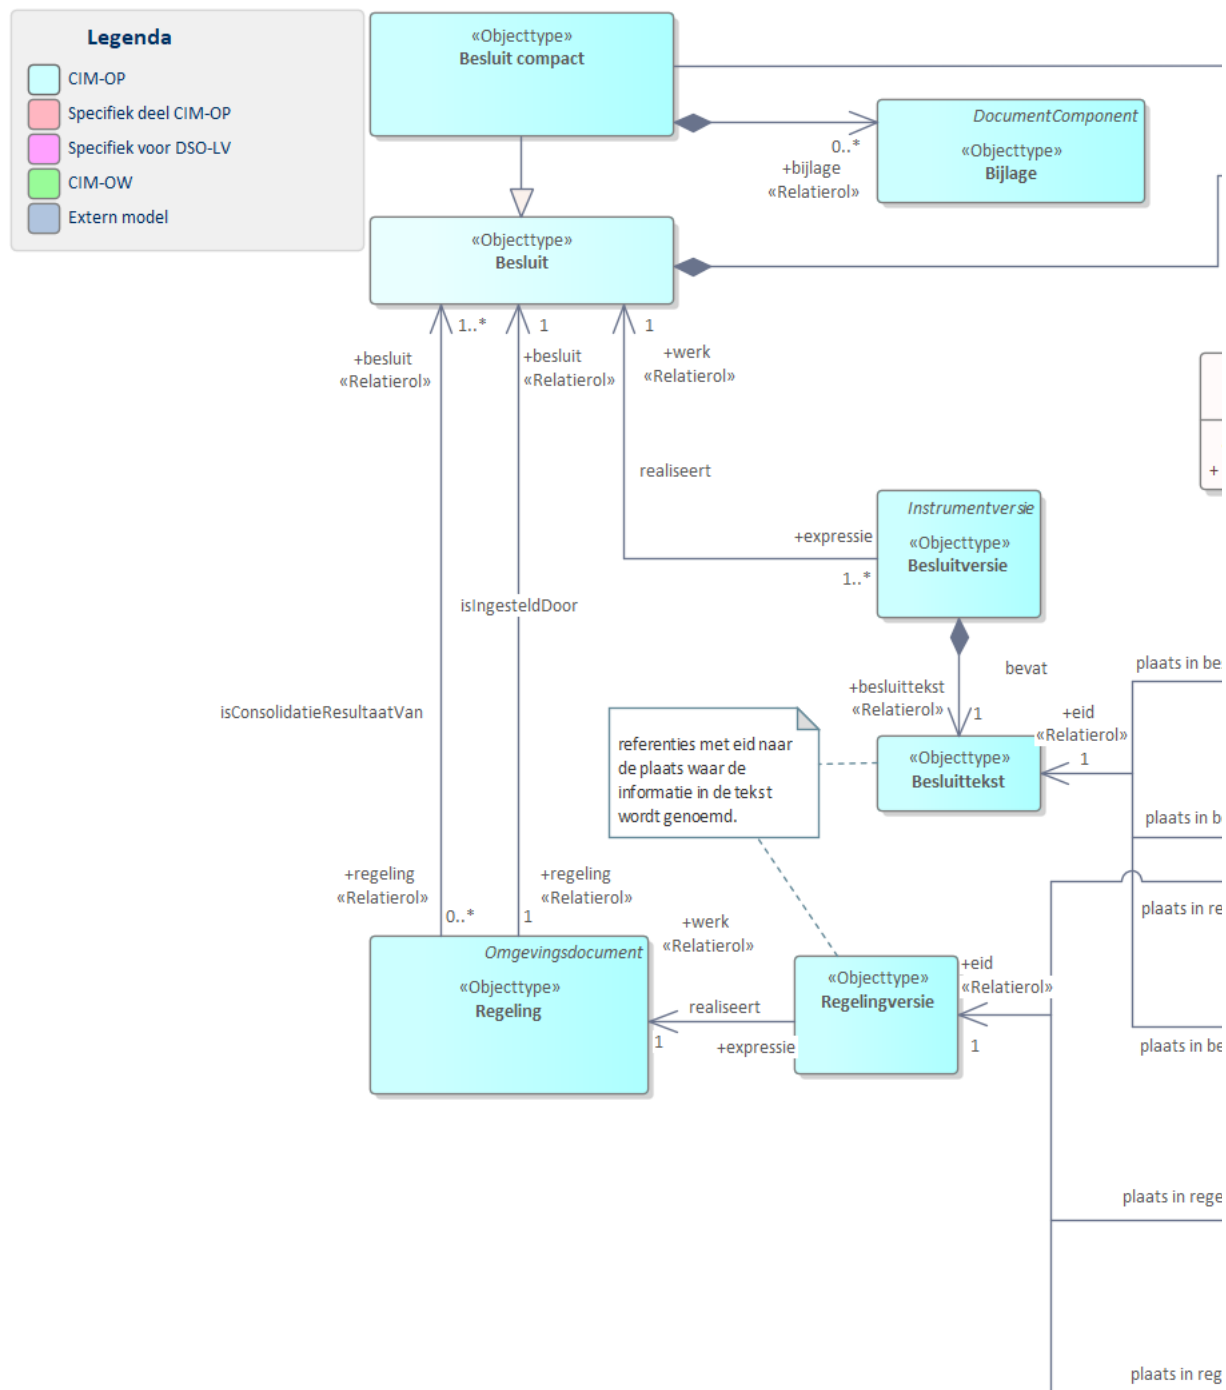 Legenda
CIM-OP
Specifiek deel CIM-OP
Specifiek voor DSO-LV
CIM-OW
Extern model
«Objecttype»
Besluit compact
DocumentComponent
«Objecttype»
Bijlage
0..*
+bijlage
«Relatierol»
«Objecttype»
Besluit
1..*
+besluit
«Relatierol»
1
+besluit
«Relatierol»
1
+werk
«Relatierol»
realiseert
+
Instrumentversie
«Objecttype»
Besluitversie
+expressie
1..*
isIngesteldDoor
bevat
+besluittekst
«Relatierol»
1
isConsolidatieResultaatVan
referenties met eid naar
de plaats waar de
informatie in de tekst
wordt genoemd.
«Objecttype»
Besluittekst
+eid
«Relatierol»
1
plaats in be
plaats in b
plaats in re
plaats in be
+regeling
«Relatierol»
0..*
+regeling
«Relatierol»
1
Omgevingsdocument
«Objecttype»
Regeling
+werk
«Relatierol»
1
realiseert
+expressie
«Objecttype»
Regelingversie
+eid
«Relatierol»
1
plaats in rege
plaats in reg